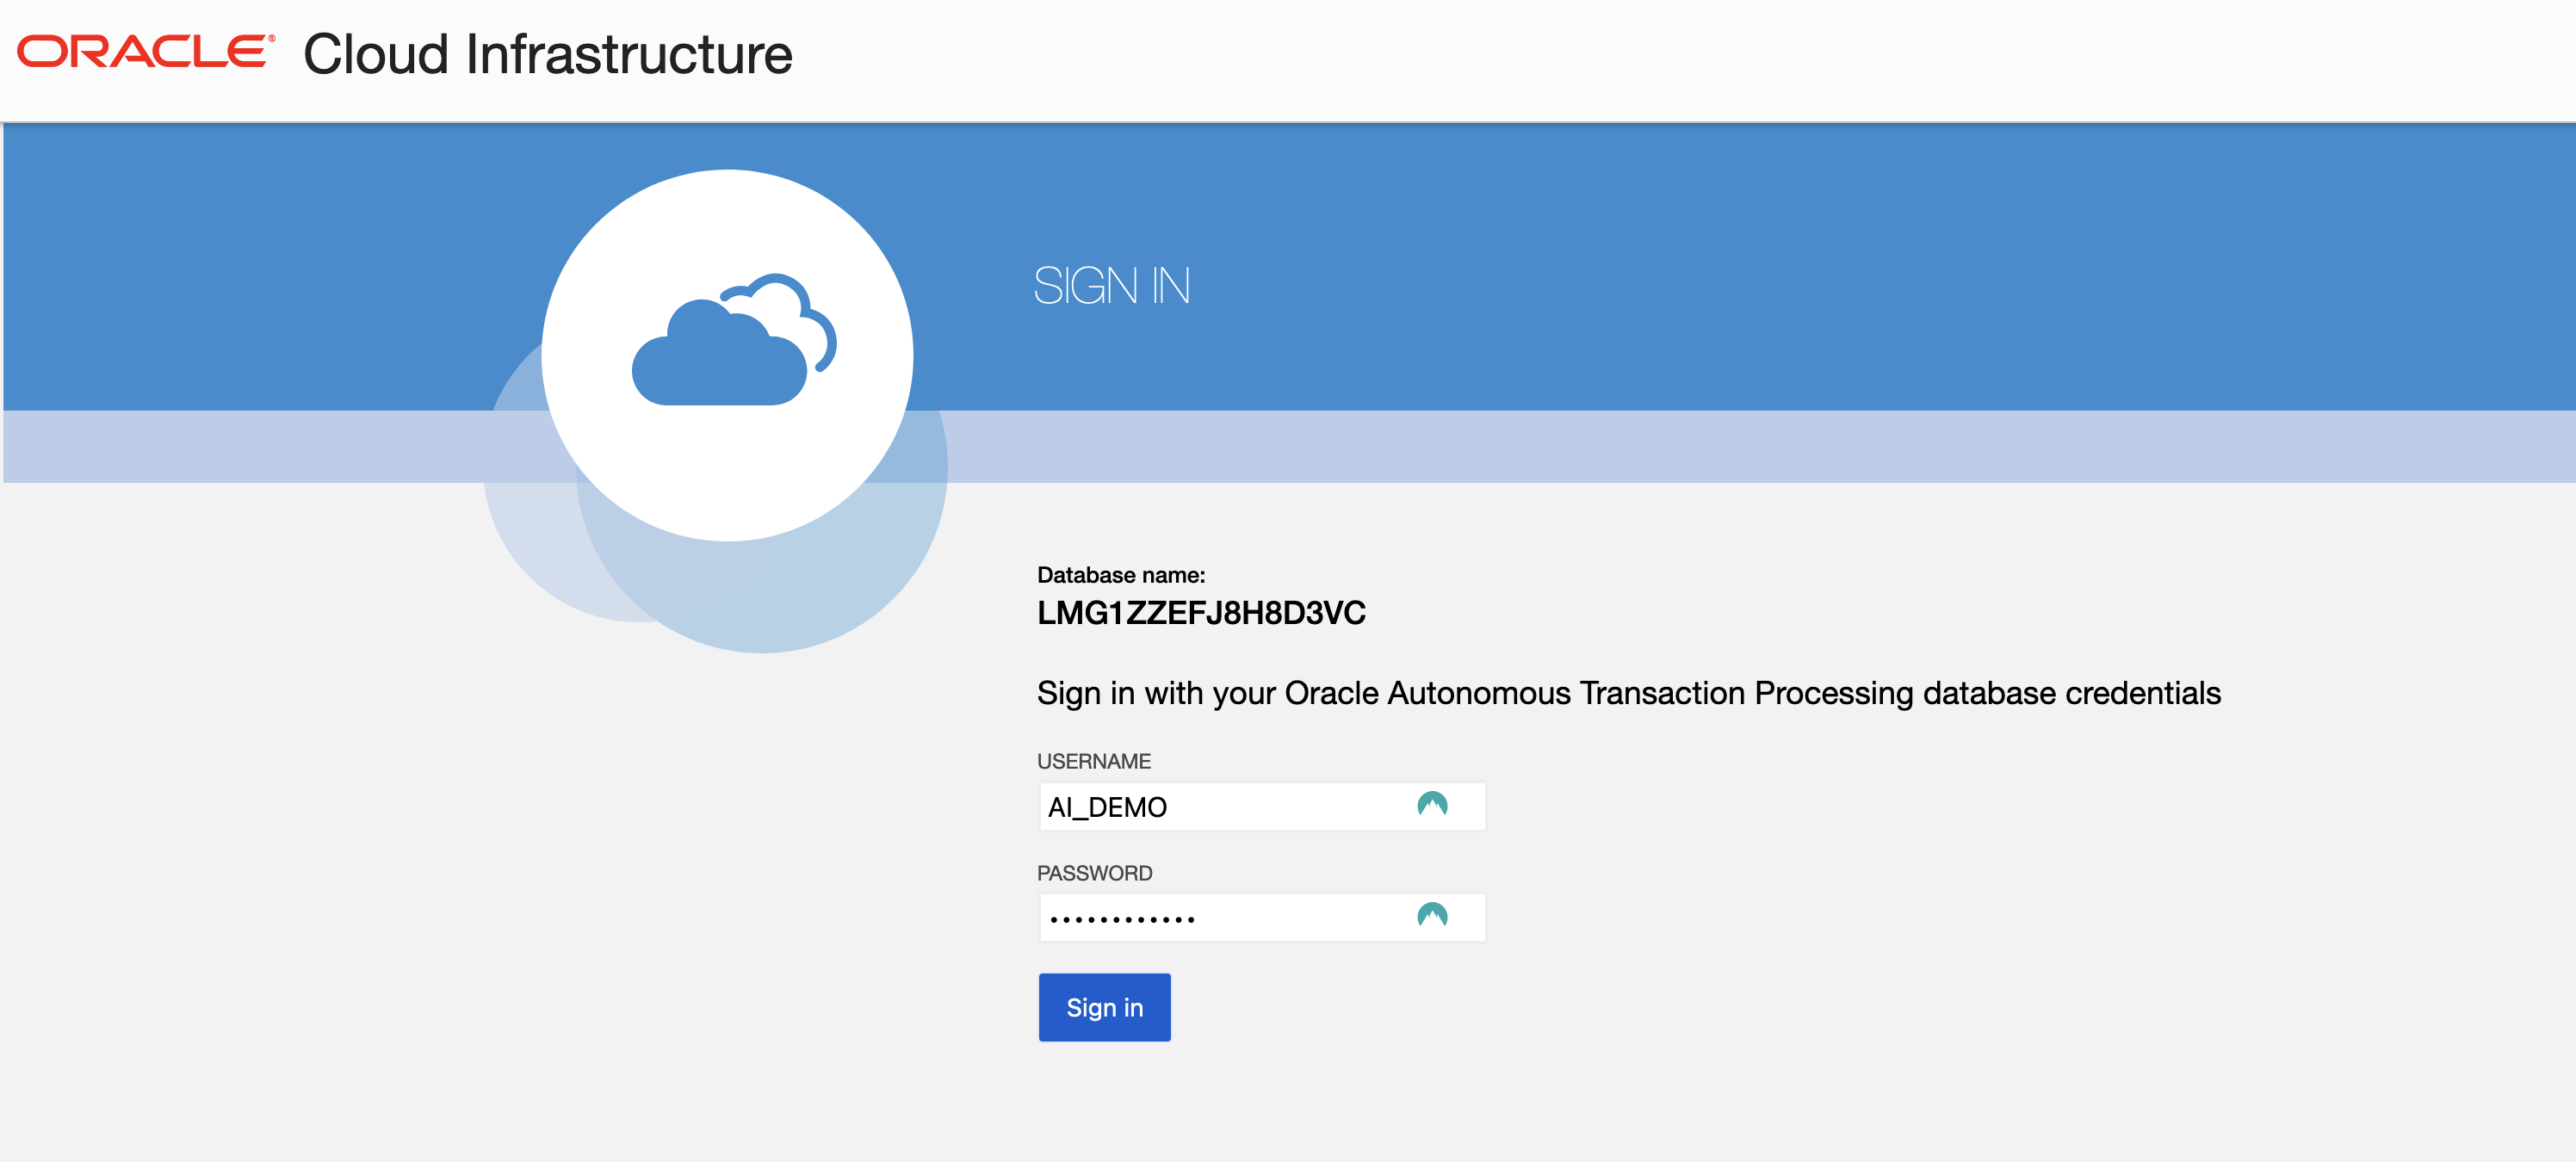 ORACLE® Cloud Infrastructure
SIGN IN
Database name:
LMG1ZZEFJ8H8D3VC
Sign in with your Oracle Autonomous Transaction Processing database credentials
USERNAME
AI_DEMO
PASSWORD
••••••••••••
Sign in